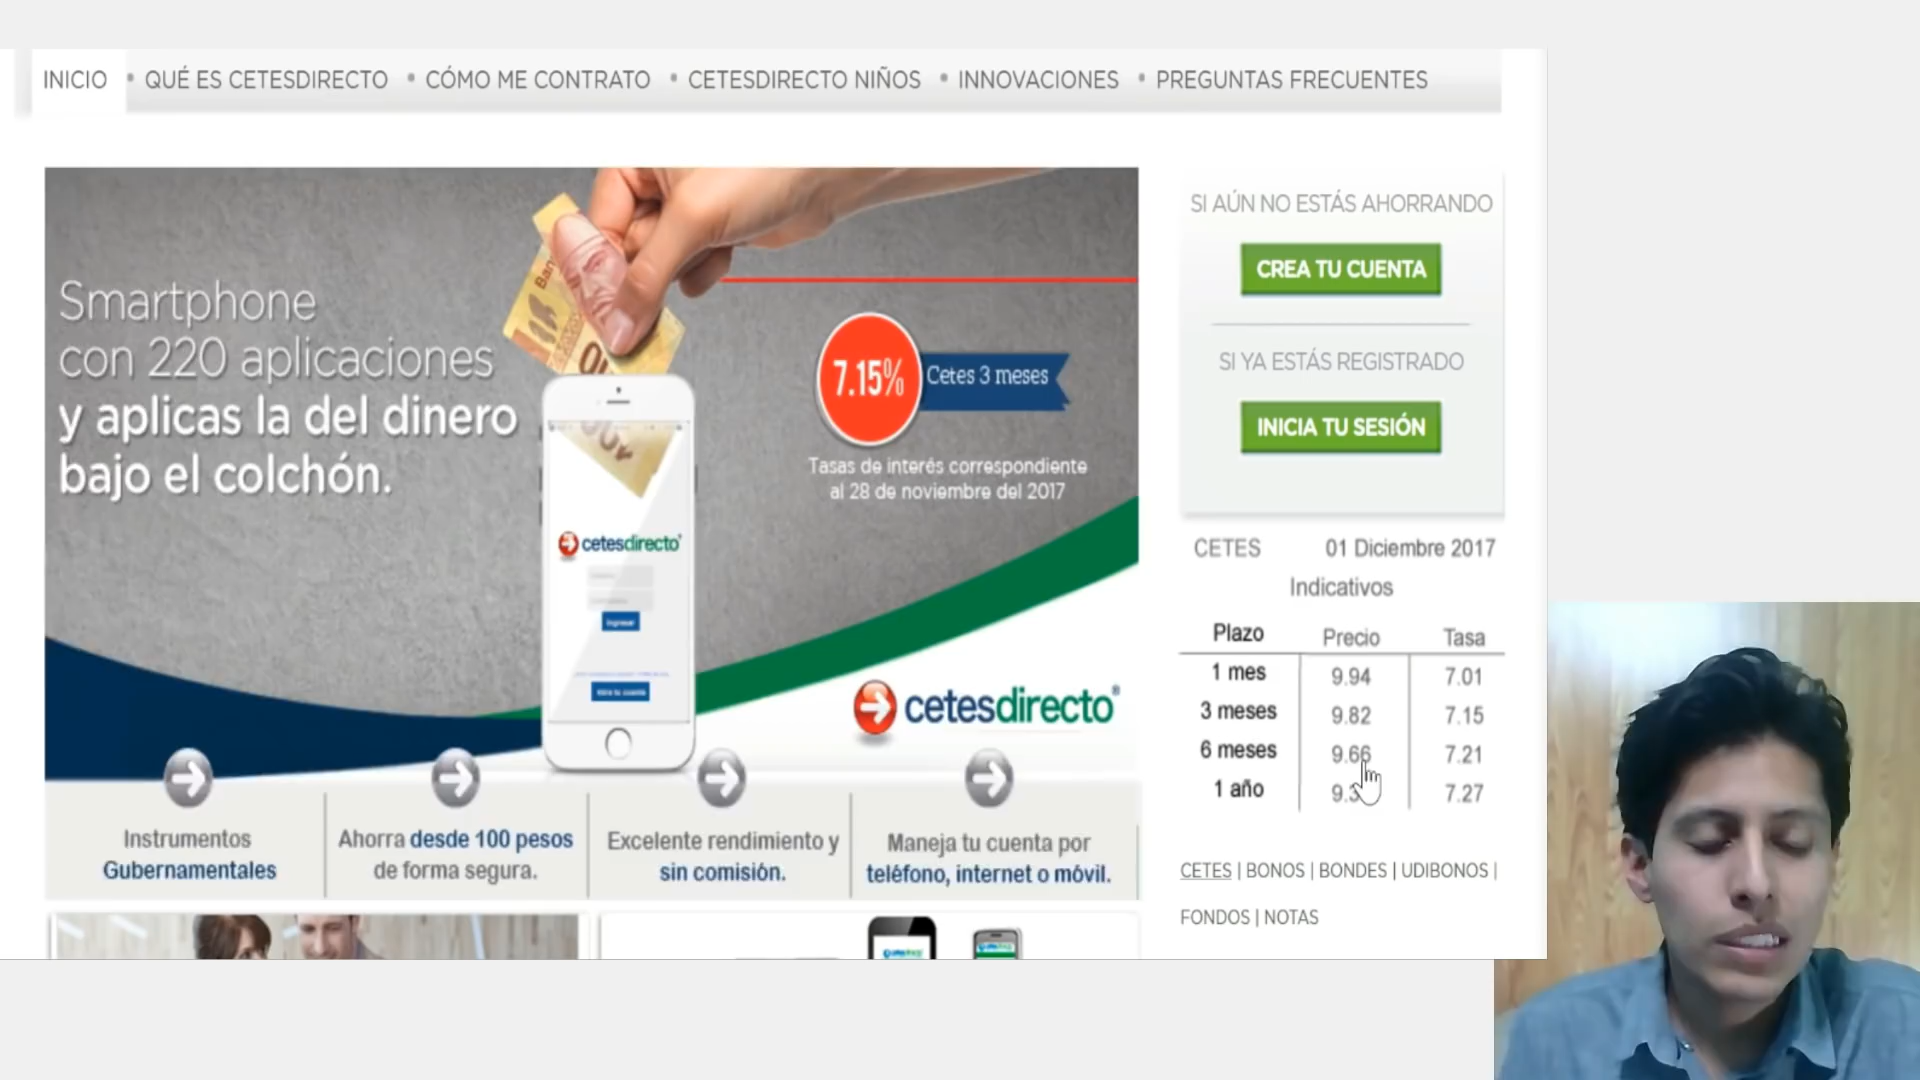 INICIO • QUÉ ES CETESDIRECTO • CÓMO ME CONTRATO • CETESDIRECTO NIÑOS • INNOVACIONES • PREGUNTAS FRECUENTES
Smartphone
con 220 aplicaciones
y aplicas la del dinero
bajo el colchón.
7.15% Cetes 3 meses
Tasas de interés correspondiente
al 28 de noviembre del 2017
cetesdirecto
Ingresar
cetesdirecto®
Instrumentos
Gubernamentales
Ahorra desde 100 pesos
de forma segura.
Excelente rendimiento y
sin comisión.
Maneja tu cuenta por
teléfono, internet o móvil.
SI AÚN NO ESTÁS AHORRANDO
CREA TU CUENTA
SI YA ESTÁS REGISTRADO
INICIA TU SESIÓN
CETES 01 Diciembre 2017
Indicativos
Plazo Precio Tasa
1 mes 9.94 7.01
3 meses 9.82 7.15
6 meses 9.66 7.21
1 año 7.27
CETES | BONOS | BONDES | UDIBONOS |
FONDOS | NOTAS